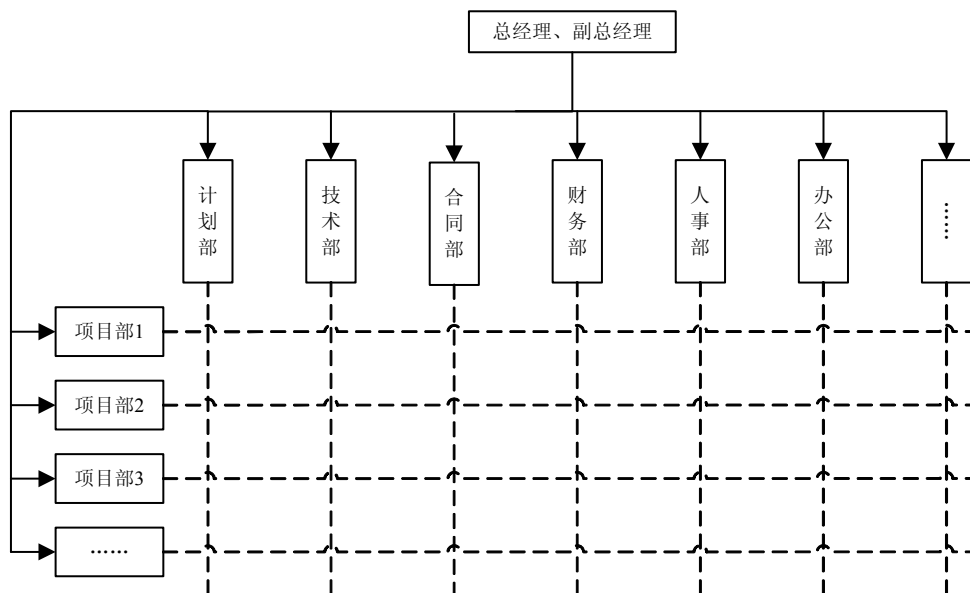 总经理、副总经理
计划部
技术部
合同部
财务部
人事部
办公部
……
项目部1
项目部2
项目部3
……